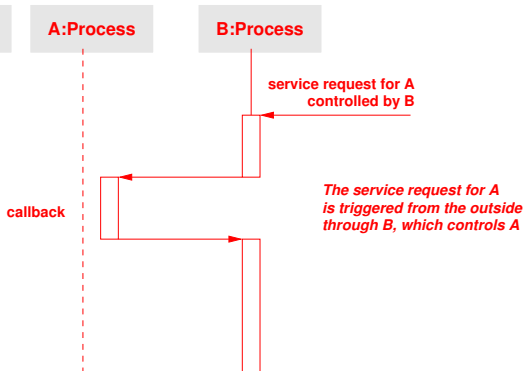 A:Process
B:Process
service request for A
controlled by B
callback
The service request for A
is triggered from the outside
through B, which controls A